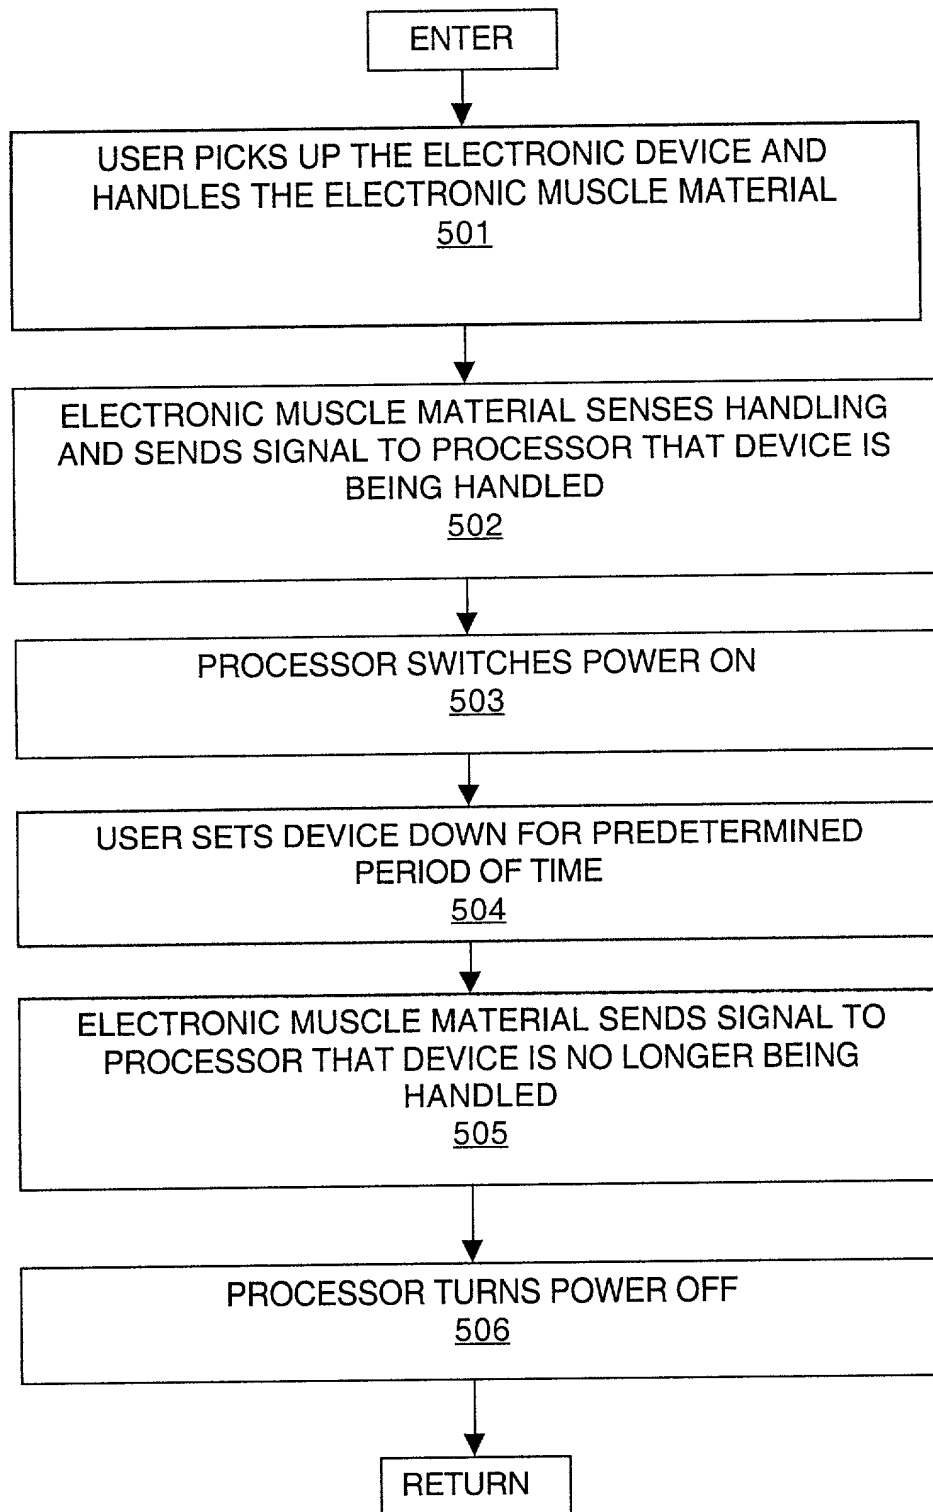 ENTER
USER PICKS UP THE ELECTRONIC DEVICE AND
HANDLES THE ELECTRONIC MUSCLE MATERIAL
501
ELECTRONIC MUSCLE MATERIAL SENSES HANDLING
AND SENDS SIGNAL TO PROCESSOR THAT DEVICE IS
BEING HANDLED
502
PROCESSOR SWITCHES POWER ON
503
USER SETS DEVICE DOWN FOR PREDETERMINED
PERIOD OF TIME
504
ELECTRONIC MUSCLE MATERIAL SENDS SIGNAL TO
PROCESSOR THAT DEVICE IS NO LONGER BEING
HANDLED
505
PROCESSOR TURNS POWER OFF
506
RETURN